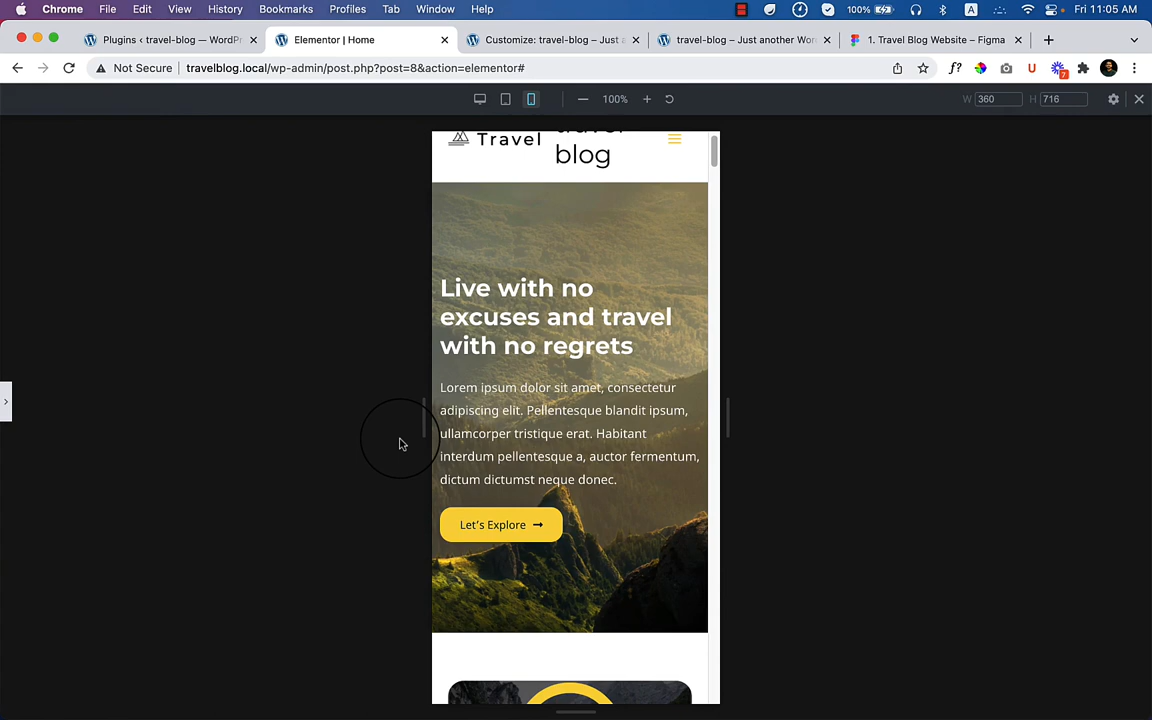 Chrome File Edit View History Bookmarks Profiles Tab Window Help 100% A Fri 11:05 AM
Plugins ‹ travel-blog — WordPr Elementor | Home Customize: travel-blog – Just a travel-blog – Just another Wor 1. Travel Blog Website – Figma
Not Secure travelblog.local/wp-admin/post.php?post=8&action=elementor# f? U 7
100% W 360 H 716
Travel travel
blog
Live with no
excuses and travel
with no regrets
Lorem ipsum dolor sit amet, consectetur
adipiscing elit. Pellentesque blandit ipsum,
ullamcorper tristique erat. Habitant
interdum pellentesque a, auctor fermentum,
dictum dictumst neque donec.
Let's Explore